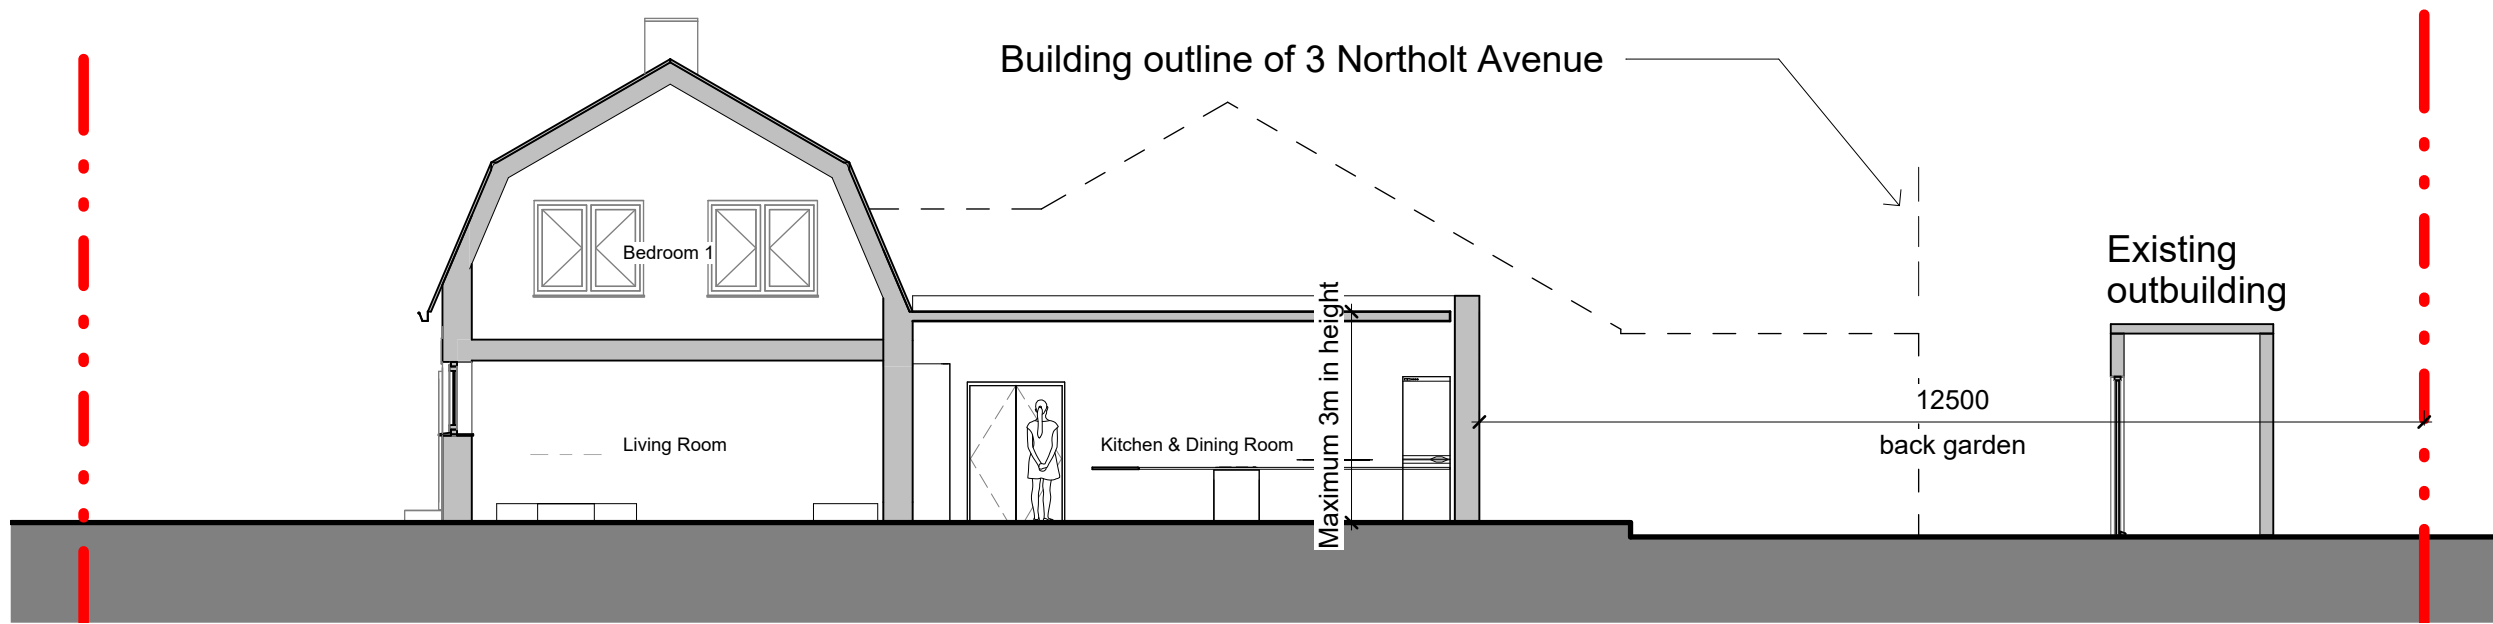 Building outline of 3 Northolt Avenue
Existing
outbuilding
Bedroom 1
Maximum 3m in height
12500
back garden
Living Room
Kitchen & Dining Room